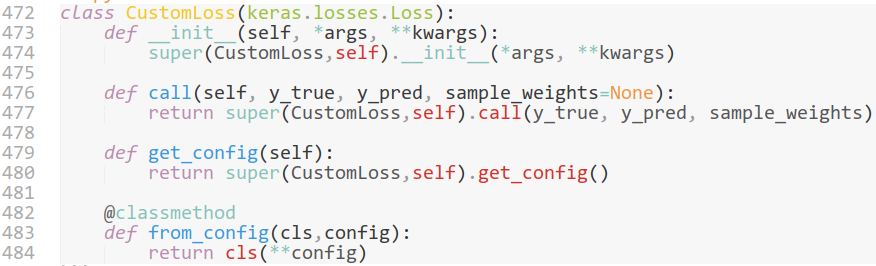 472 class CustomLoss(keras.losses.Loss):
473     def __init__(self, *args, **kwargs):
474         super(CustomLoss,self).__init__(*args, **kwargs)
475
476     def call(self, y_true, y_pred, sample_weights=None):
477         return super(CustomLoss,self).call(y_true, y_pred, sample_weights)
478
479     def get_config(self):
480         return super(CustomLoss,self).get_config()
481
482     @classmethod
483     def from_config(cls,config):
484         return cls(**config)